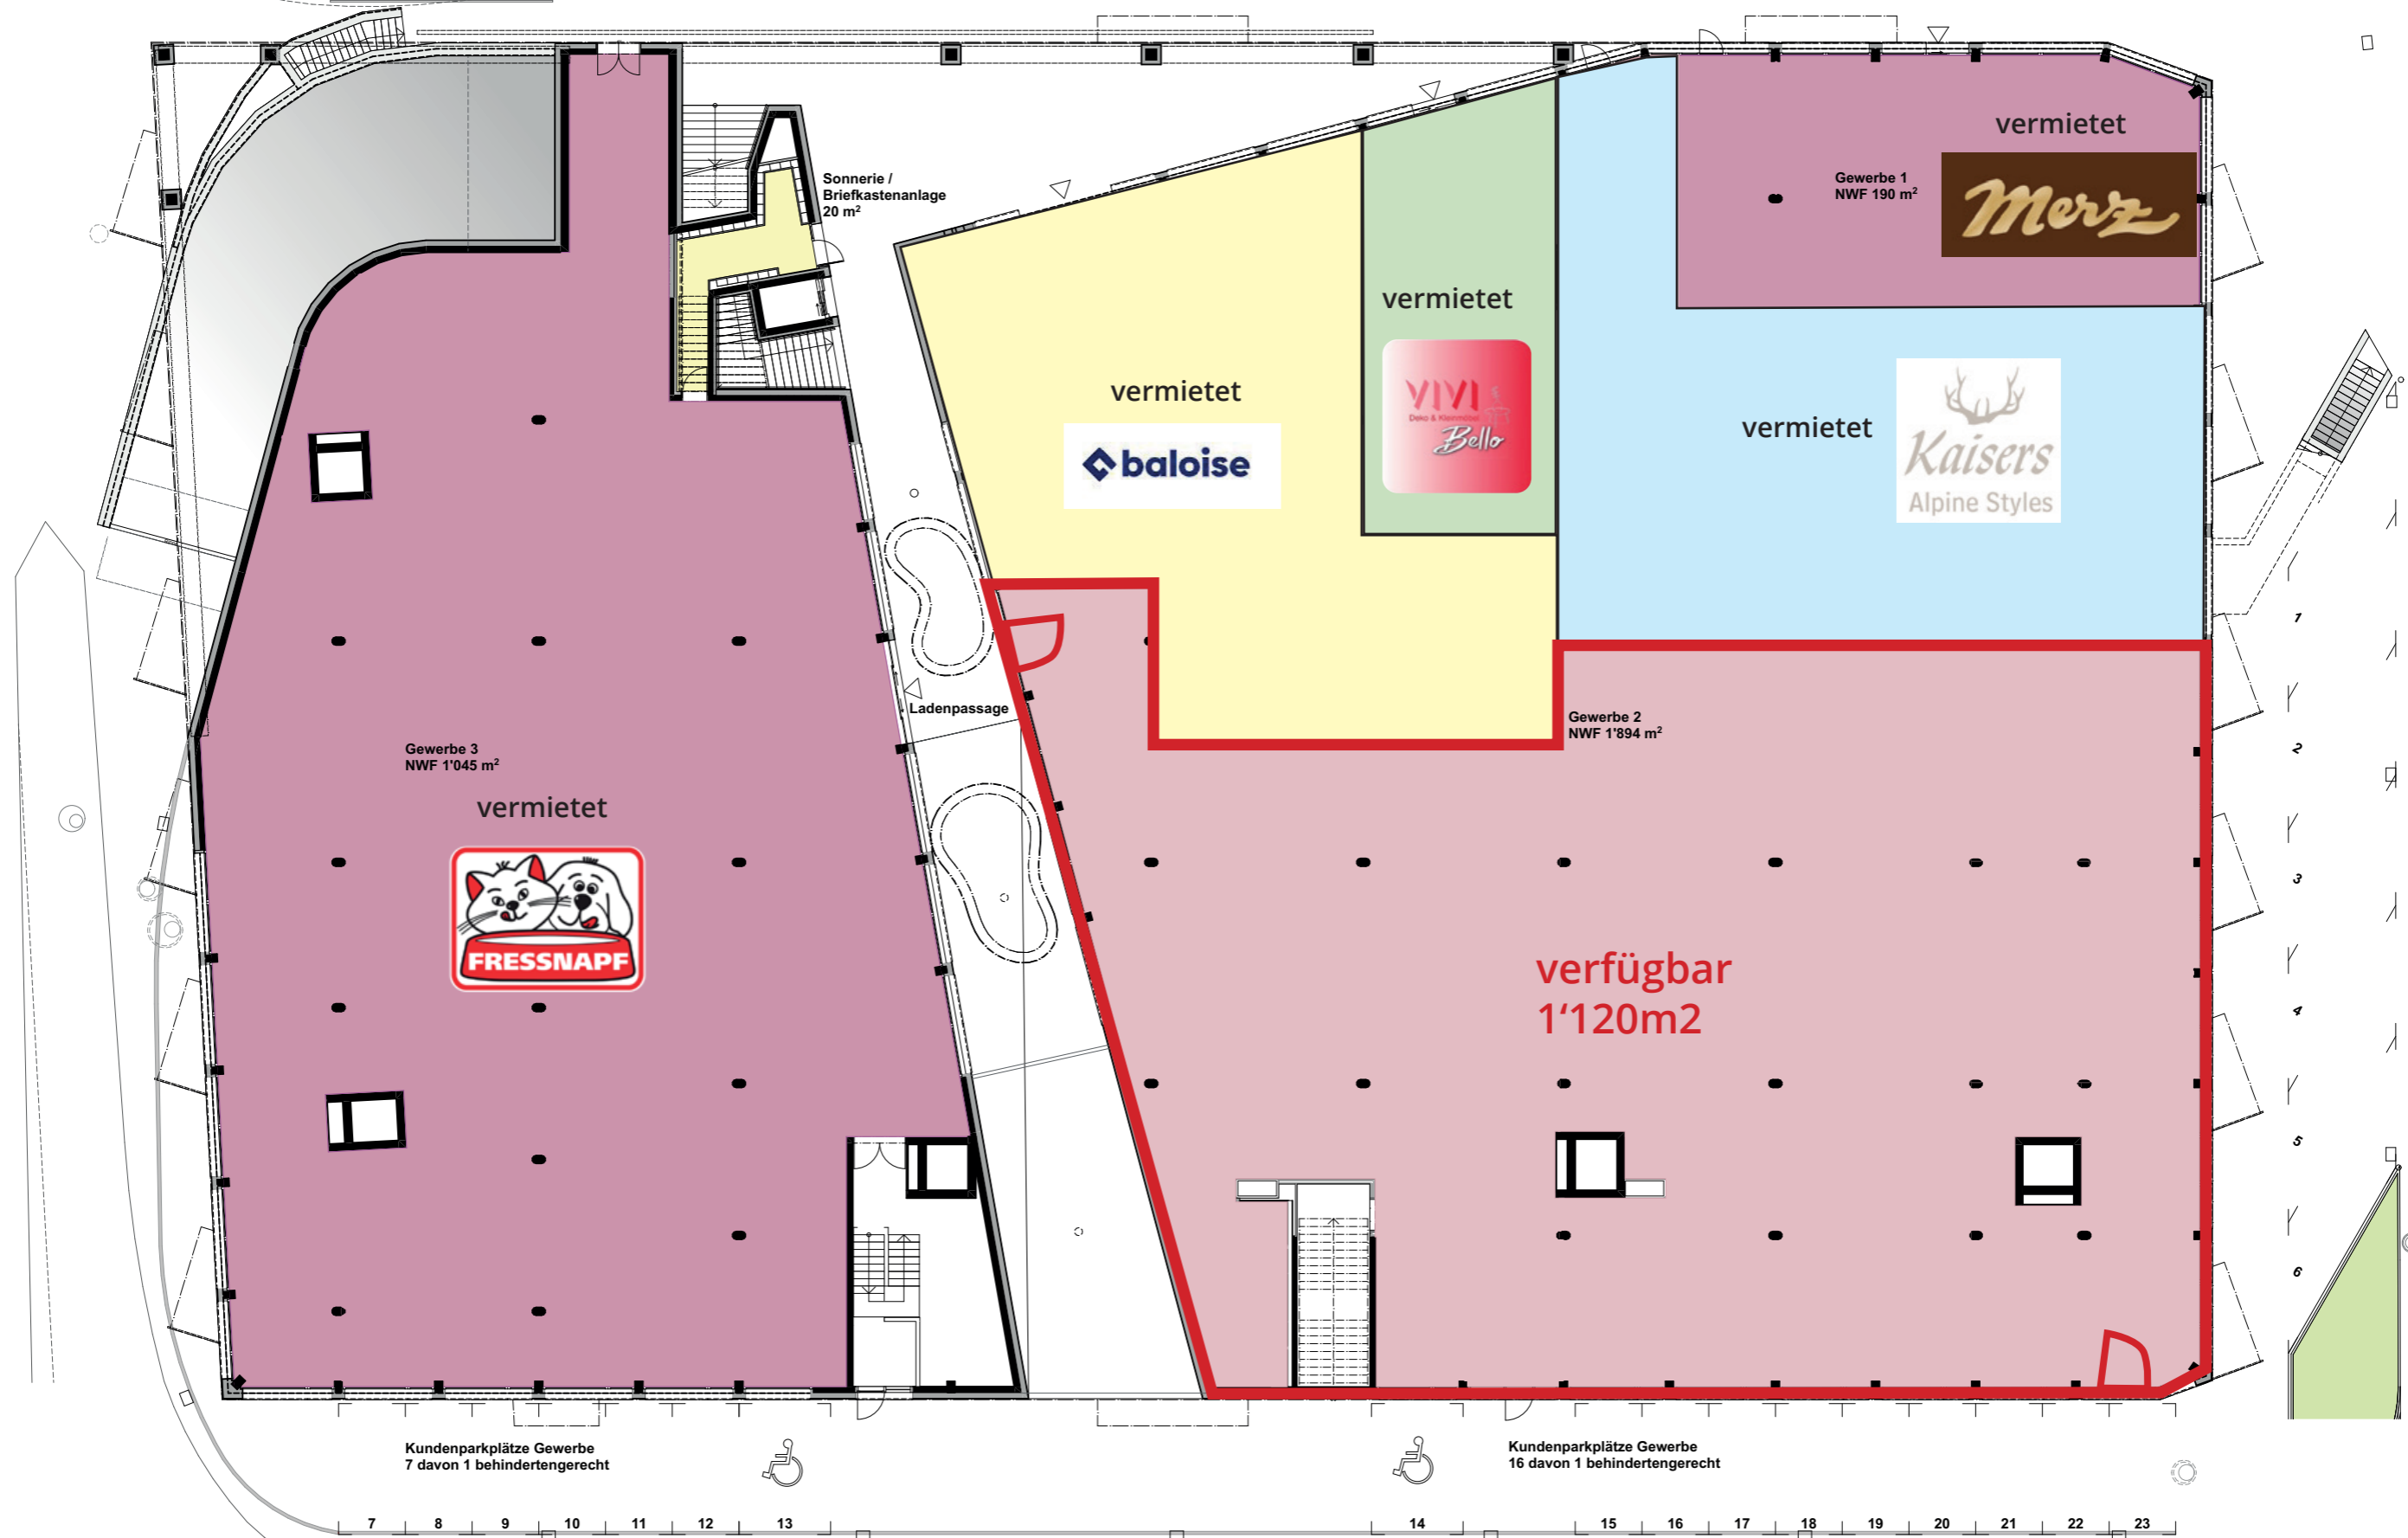 vermietet
Gewerbe 1
NWF 190 m²
Merz
Sonnerie /
Briefkastenanlage
20 m²
vermietet
VIVI
Deko & Kleinmöbel
Bello
vermietet
baloise
vermietet
Kaisers
Alpine Styles
Ladenpassage
Gewerbe 2
NWF 1'894 m²
Gewerbe 3
NWF 1'045 m²
vermietet
FRESSNAPF
verfügbar
1‘120m2
1
2
3
4
5
6
Kundenparkplätze Gewerbe
7 davon 1 behindertengerecht
Kundenparkplätze Gewerbe
16 davon 1 behindertengerecht
7 8 9 10 11 12 13 14 15 16 17 18 19 20 21 22 23